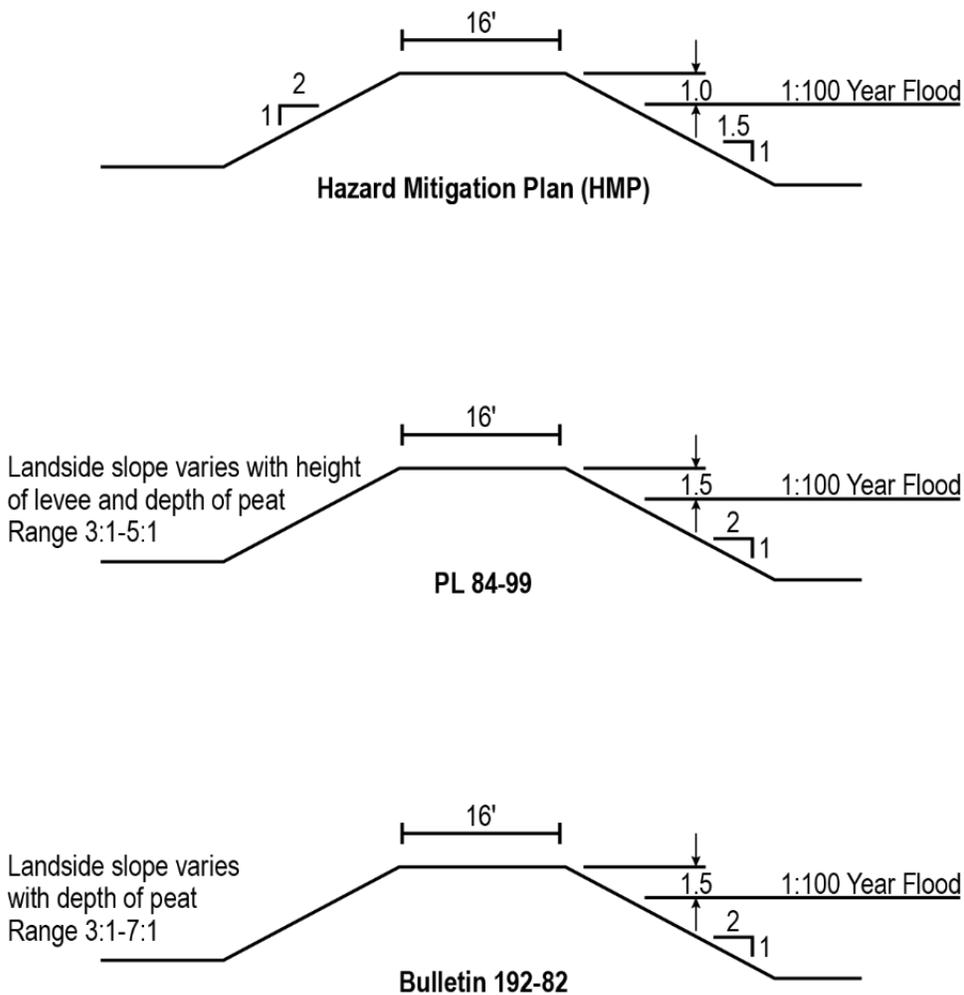 16'
2
1
1.0
1:100 Year Flood
1.5
1
Hazard Mitigation Plan (HMP)
16'
Landside slope varies with height
of levee and depth of peat
Range 3:1-5:1
1.5
1:100 Year Flood
2
1
PL 84-99
16'
Landside slope varies
with depth of peat
Range 3:1-7:1
1.5
1:100 Year Flood
2
1
Bulletin 192-82